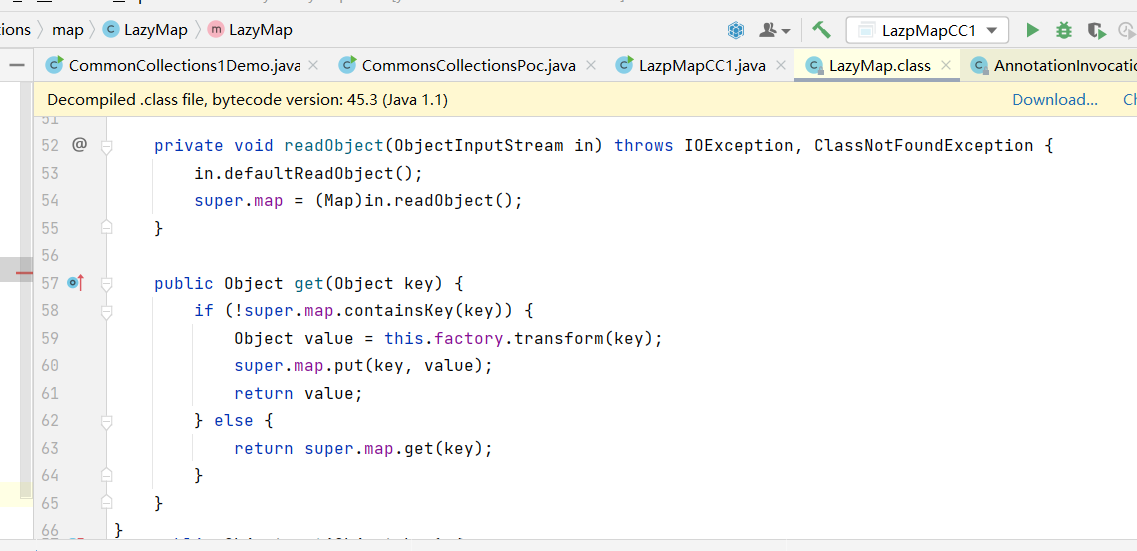 map LazyMap LazyMap LazpMapCC1
CommonCollections1Demo.java CommonsCollectionsPoc.java LazpMapCC1.java LazyMap.class
Decompiled .class file, bytecode version: 45.3 (Java 1.1) Download...
51
52 @ private void readObject(ObjectInputStream in) throws IOException, ClassNotFoundException {
53 in.defaultReadObject();
54 super.map = (Map)in.readObject();
55 }
56
57 public Object get(Object key) {
58 if (!super.map.containsKey(key)) {
59 Object value = this.factory.transform(key);
60 super.map.put(key, value);
61 return value;
62 } else {
63 return super.map.get(key);
64 }
65 }
66 }